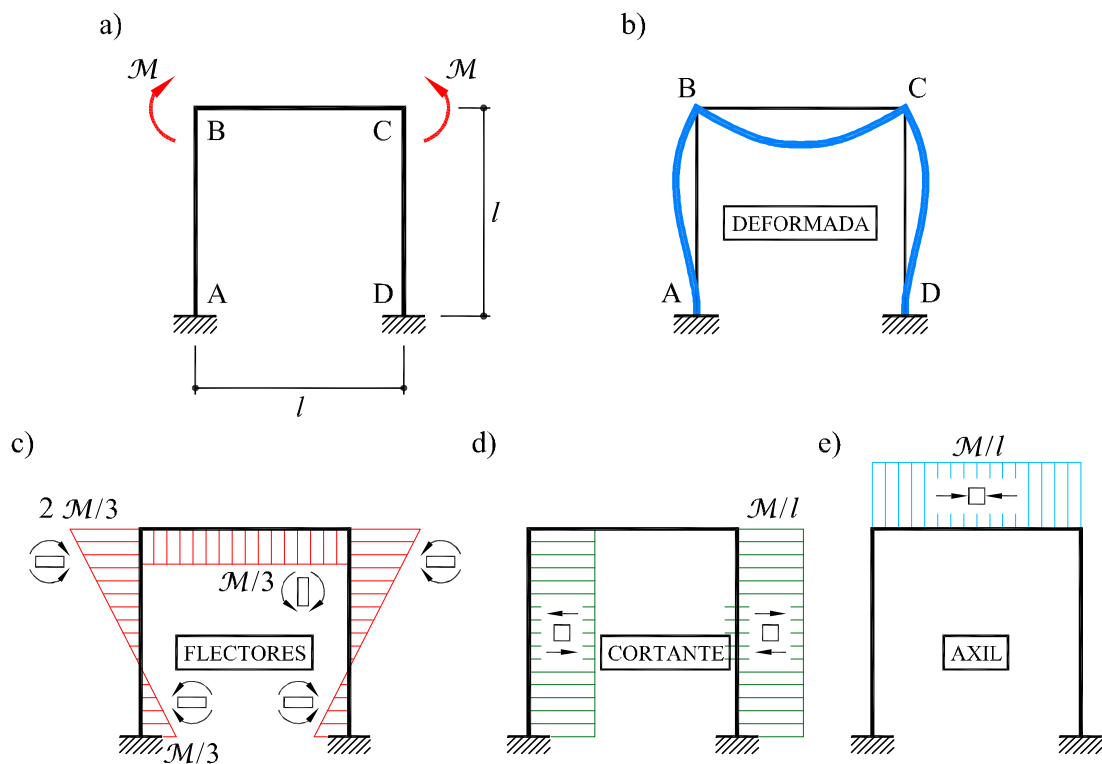 a)
ℳ
ℳ
B
C
l
A
D
l
b)
B
C
DEFORMADA
A
D
c)
2 ℳ/3
ℳ/3
FLECTORES
ℳ/3
d)
ℳ/l
CORTANTE
e)
ℳ/l
AXIL